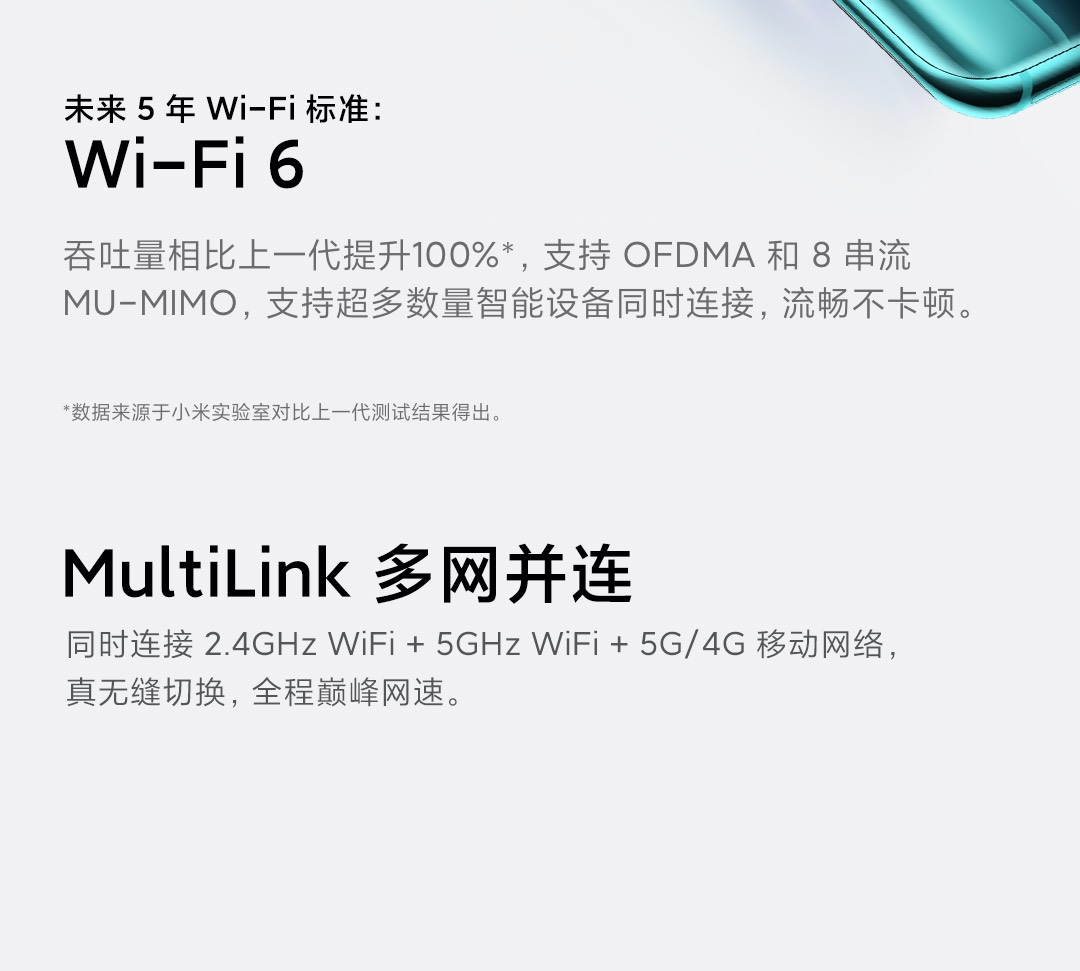 未来 5 年 Wi-Fi 标准：
Wi-Fi 6
吞吐量相比上一代提升100%*，支持 OFDMA 和 8 串流
MU-MIMO，支持超多数量智能设备同时连接，流畅不卡顿。
*数据来源于小米实验室对比上一代测试结果得出。
MultiLink 多网并连
同时连接 2.4GHz WiFi + 5GHz WiFi + 5G/4G 移动网络，
真无缝切换，全程巅峰网速。